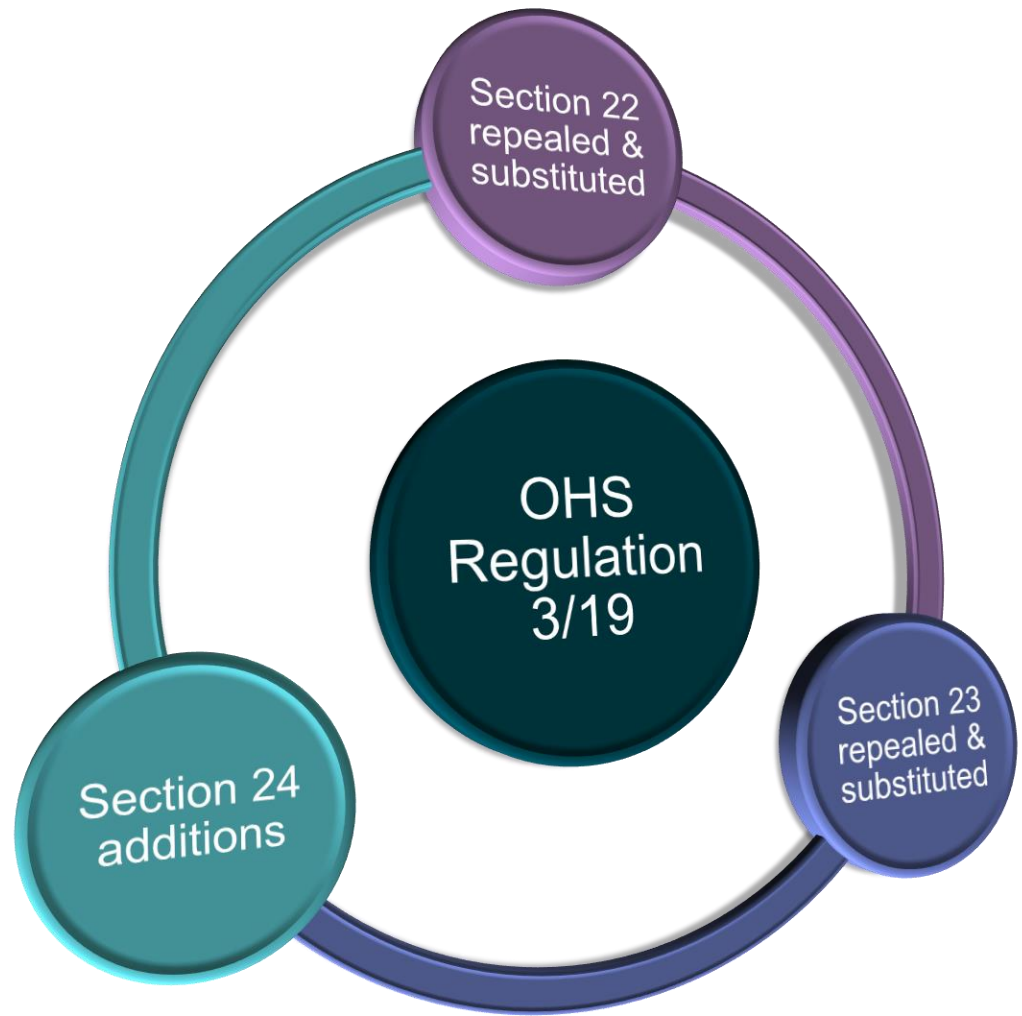 Section 22
repealed &
substituted
OHS
Regulation
3/19
Section 23
repealed &
substituted
Section 24
additions